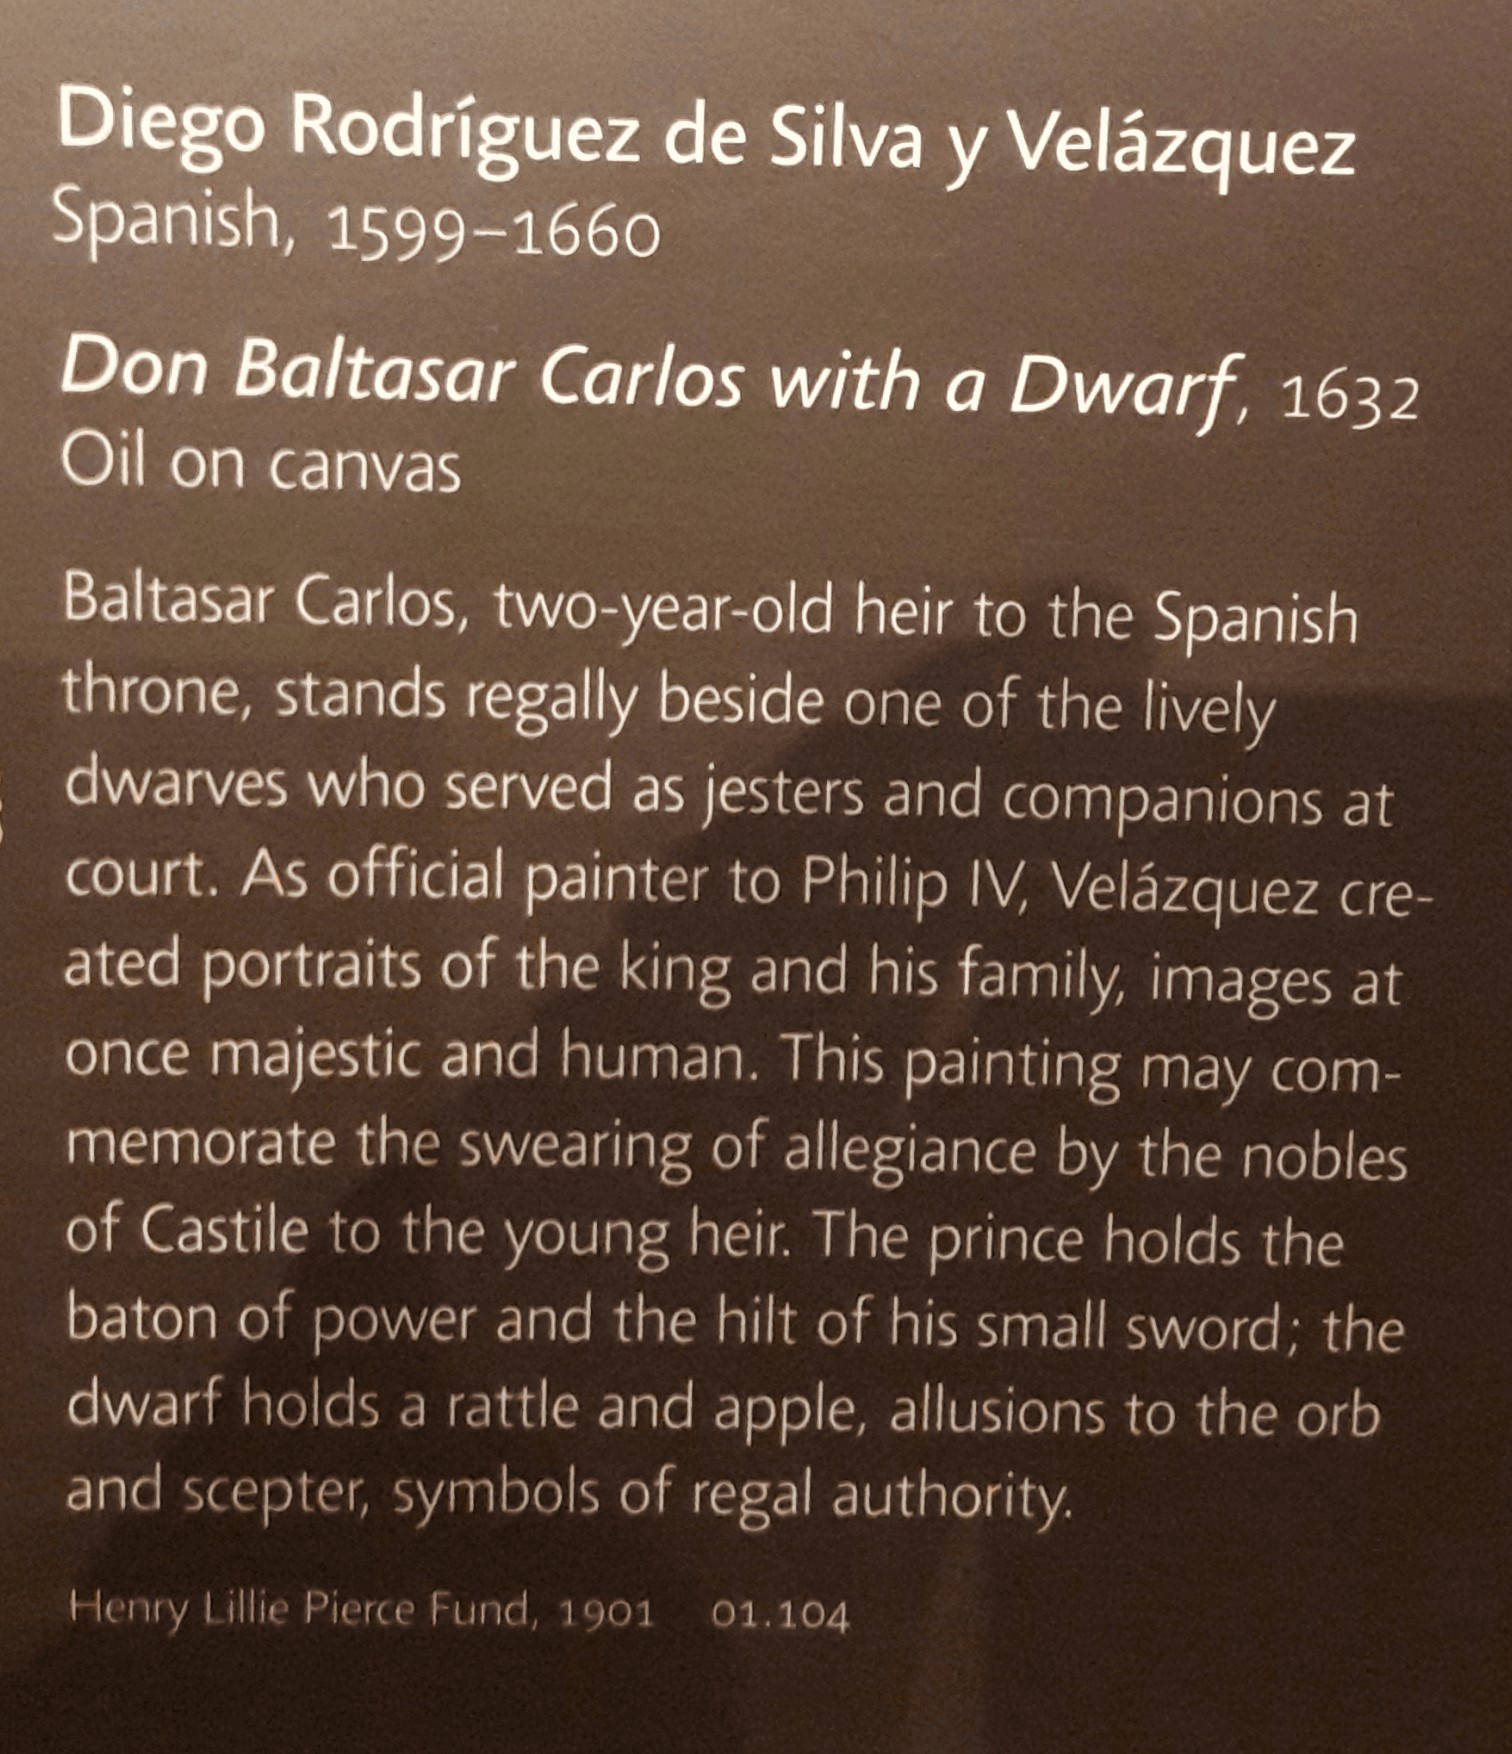 Diego Rodríguez de Silva y Velázquez
Spanish, 1599–1660
Don Baltasar Carlos with a Dwarf, 1632
Oil on canvas
Baltasar Carlos, two-year-old heir to the Spanish
throne, stands regally beside one of the lively
dwarves who served as jesters and companions at
court. As official painter to Philip IV, Velázquez cre-
ated portraits of the king and his family, images at
once majestic and human. This painting may com-
memorate the swearing of allegiance by the nobles
of Castile to the young heir. The prince holds the
baton of power and the hilt of his small sword; the
dwarf holds a rattle and apple, allusions to the orb
and scepter, symbols of regal authority.
Henry Lillie Pierce Fund, 1901 01.104